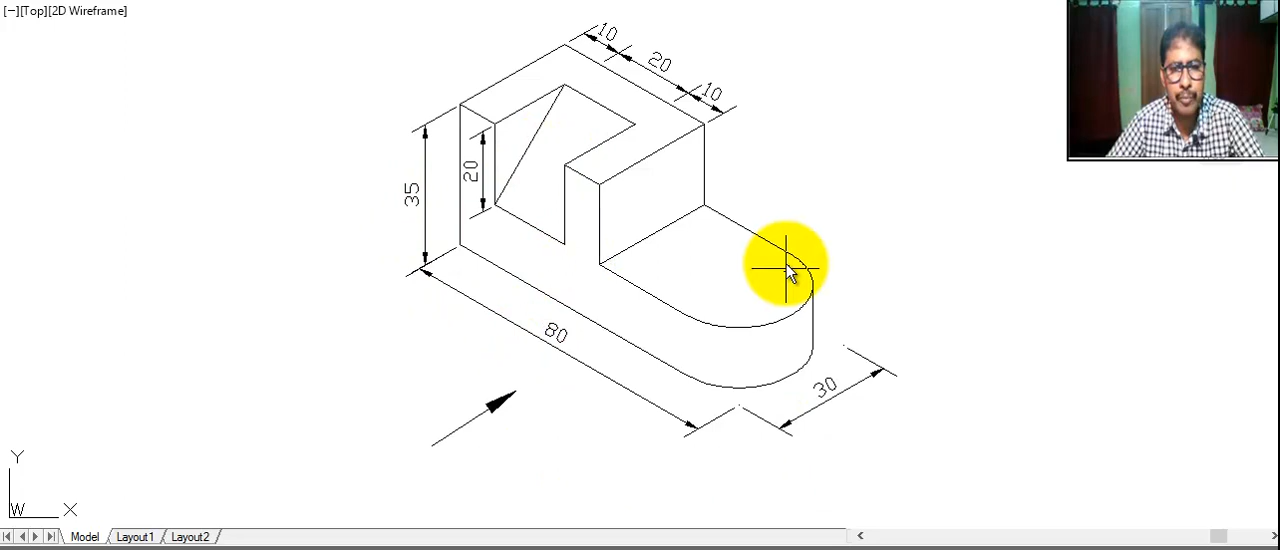 [−][Top][2D Wireframe]
10
20
10
20
35
80
30
Y
W X
Model Layout1 Layout2